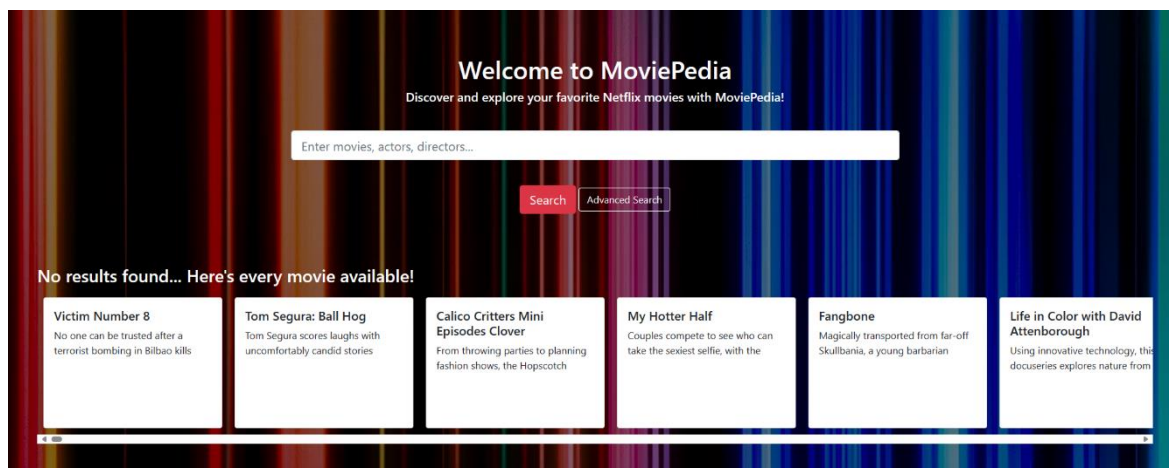 Welcome to MoviePedia
Discover and explore your favorite Netflix movies with MoviePedia!
Enter movies, actors, directors...
Search
Advanced Search
No results found... Here's every movie available!
Victim Number 8
No one can be trusted after a
terrorist bombing in Bilbao kills
Tom Segura: Ball Hog
Tom Segura scores laughs with
uncomfortably candid stories
Calico Critters Mini
Episodes Clover
From throwing parties to planning
fashion shows, the Hopscotch
My Hotter Half
Couples compete to see who can
take the sexiest selfie, with the
Fangbone
Magically transported from far-off
Skullbania, a young barbarian
Life in Color with David
Attenborough
Using innovative technology, this
docuseries explores nature from